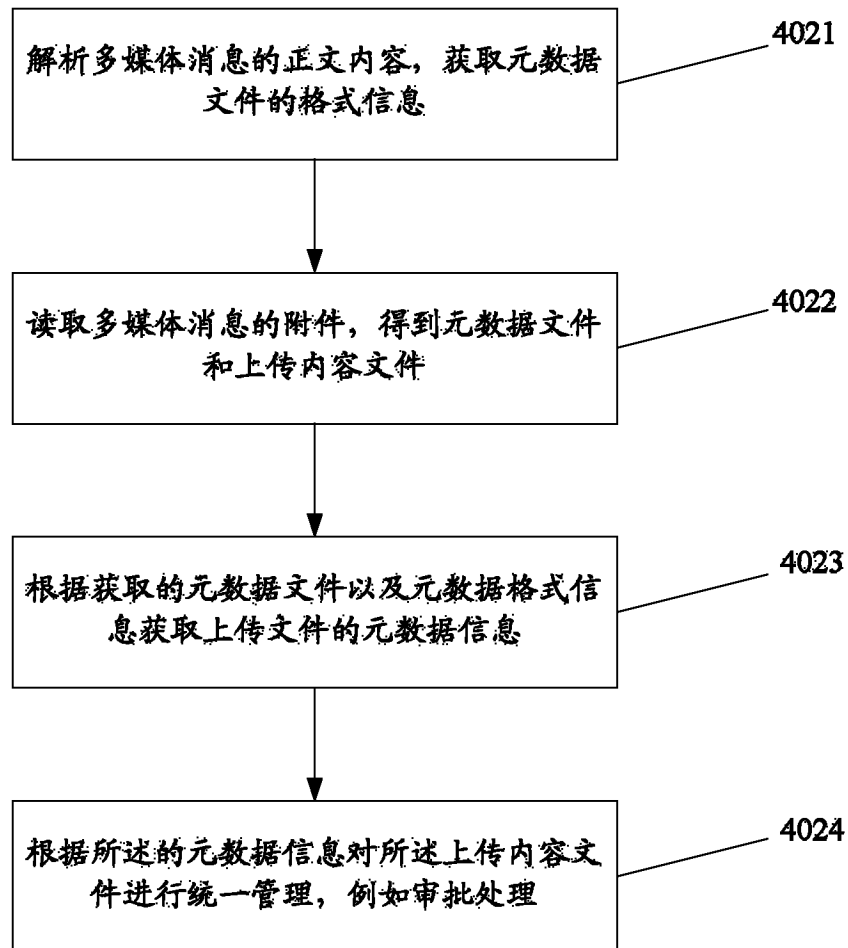 解析多媒体消息的正文内容，获取元数据
文件的格式信息
4021
读取多媒体消息的附件，得到元数据文件
和上传内容文件
4022
根据获取的元数据文件以及元数据格式信
息获取上传文件的元数据信息
4023
根据所述的元数据信息对所述上传内容文
件进行统一管理，例如审批处理
4024